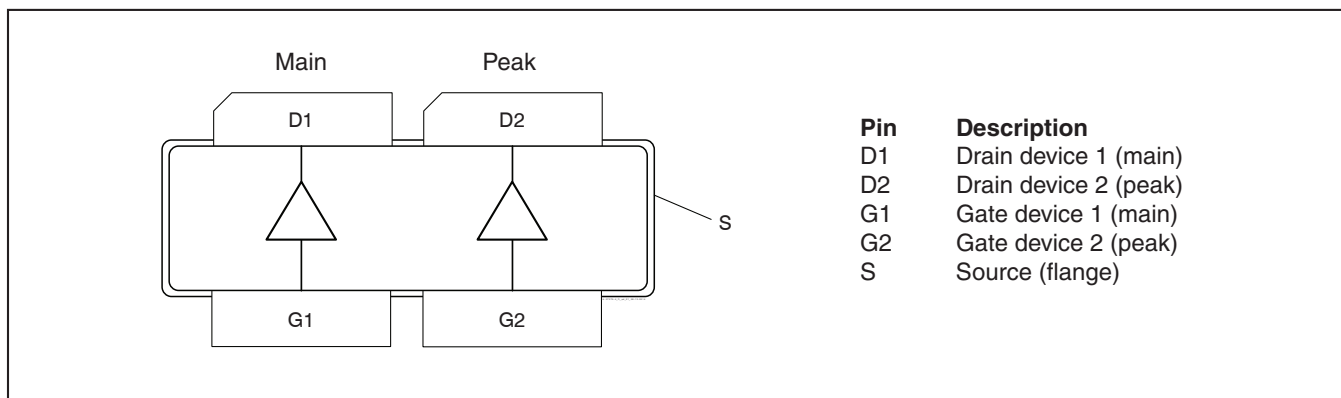 Main Peak
D1 D2
S
G1 G2
Pin Description
D1 Drain device 1 (main)
D2 Drain device 2 (peak)
G1 Gate device 1 (main)
G2 Gate device 2 (peak)
S Source (flange)